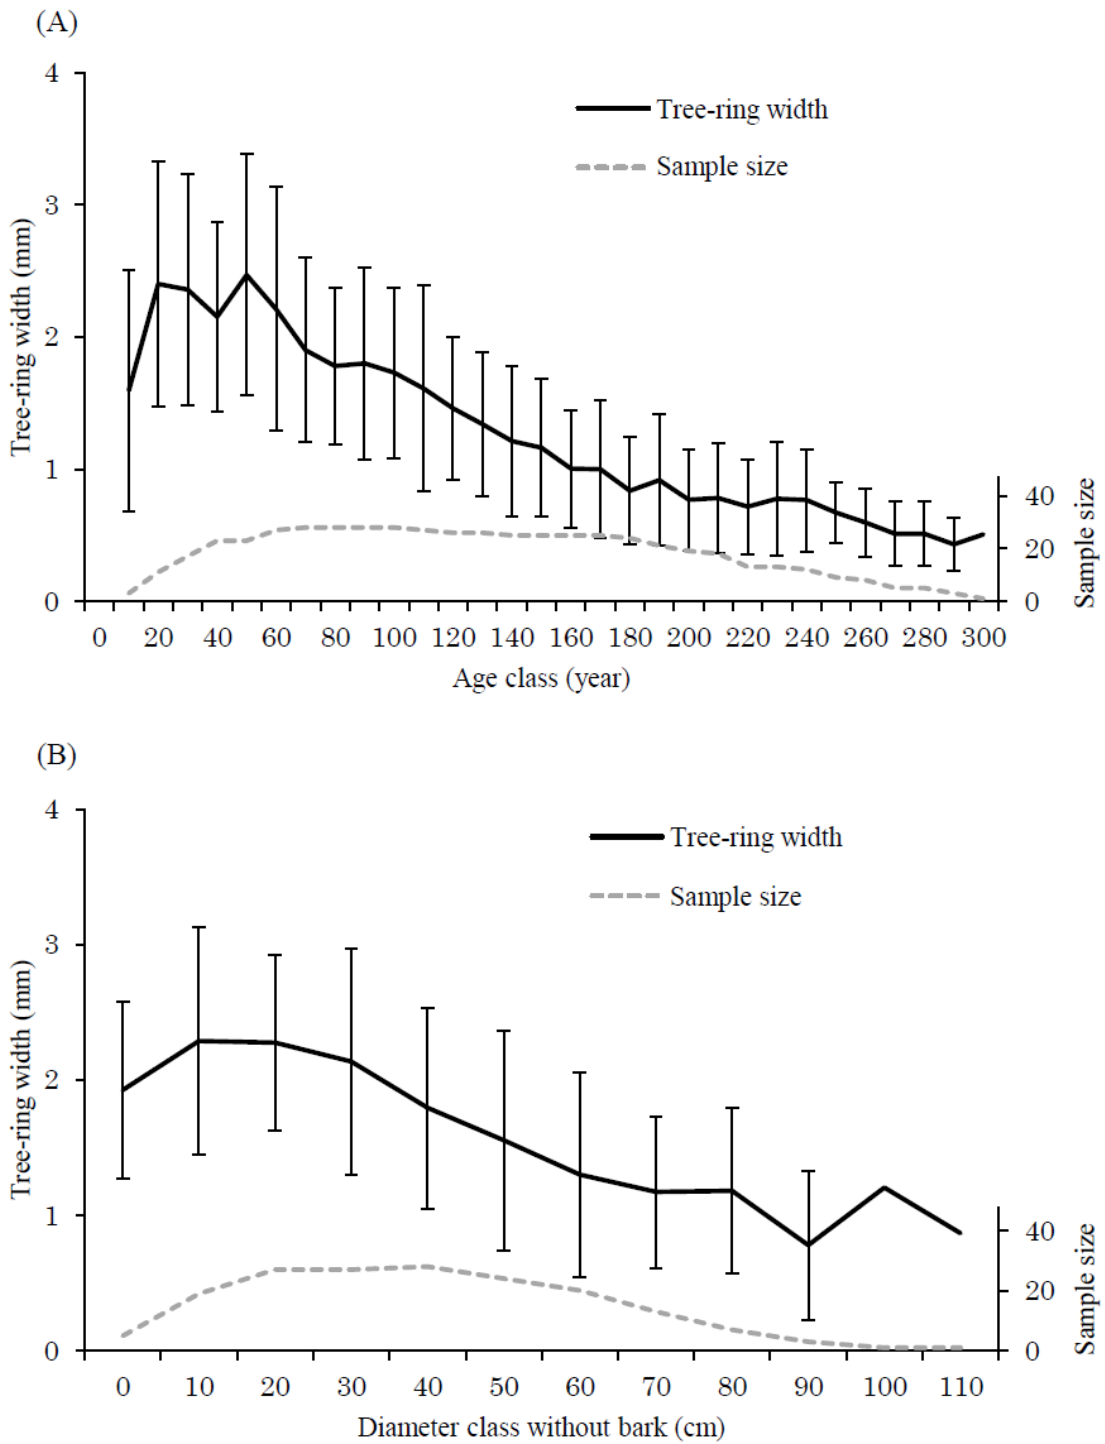 (A)
4
3
2
1
0
Tree-ring width (mm)
Tree-ring width
Sample size
40
20
0
Sample size
0 20 40 60 80 100 120 140 160 180 200 220 240 260 280 300
Age class (year)
(B)
4
3
2
1
0
Tree-ring width (mm)
Tree-ring width
Sample size
40
20
0
Sample size
0 10 20 30 40 50 60 70 80 90 100 110
Diameter class without bark (cm)